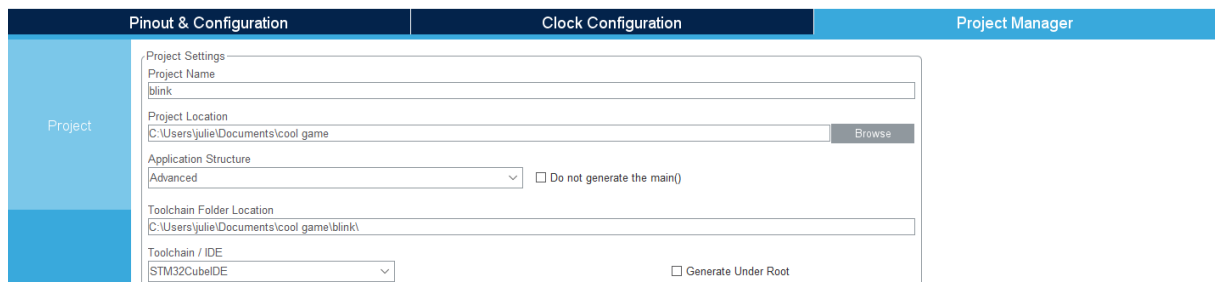 Pinout & Configuration Clock Configuration Project Manager
Project
Project Settings
Project Name
blink
Project Location
C:\Users\julie\Documents\cool game Browse
Application Structure
Advanced Do not generate the main()
Toolchain Folder Location
C:\Users\julie\Documents\cool game\blink\
Toolchain / IDE
STM32CubeIDE Generate Under Root